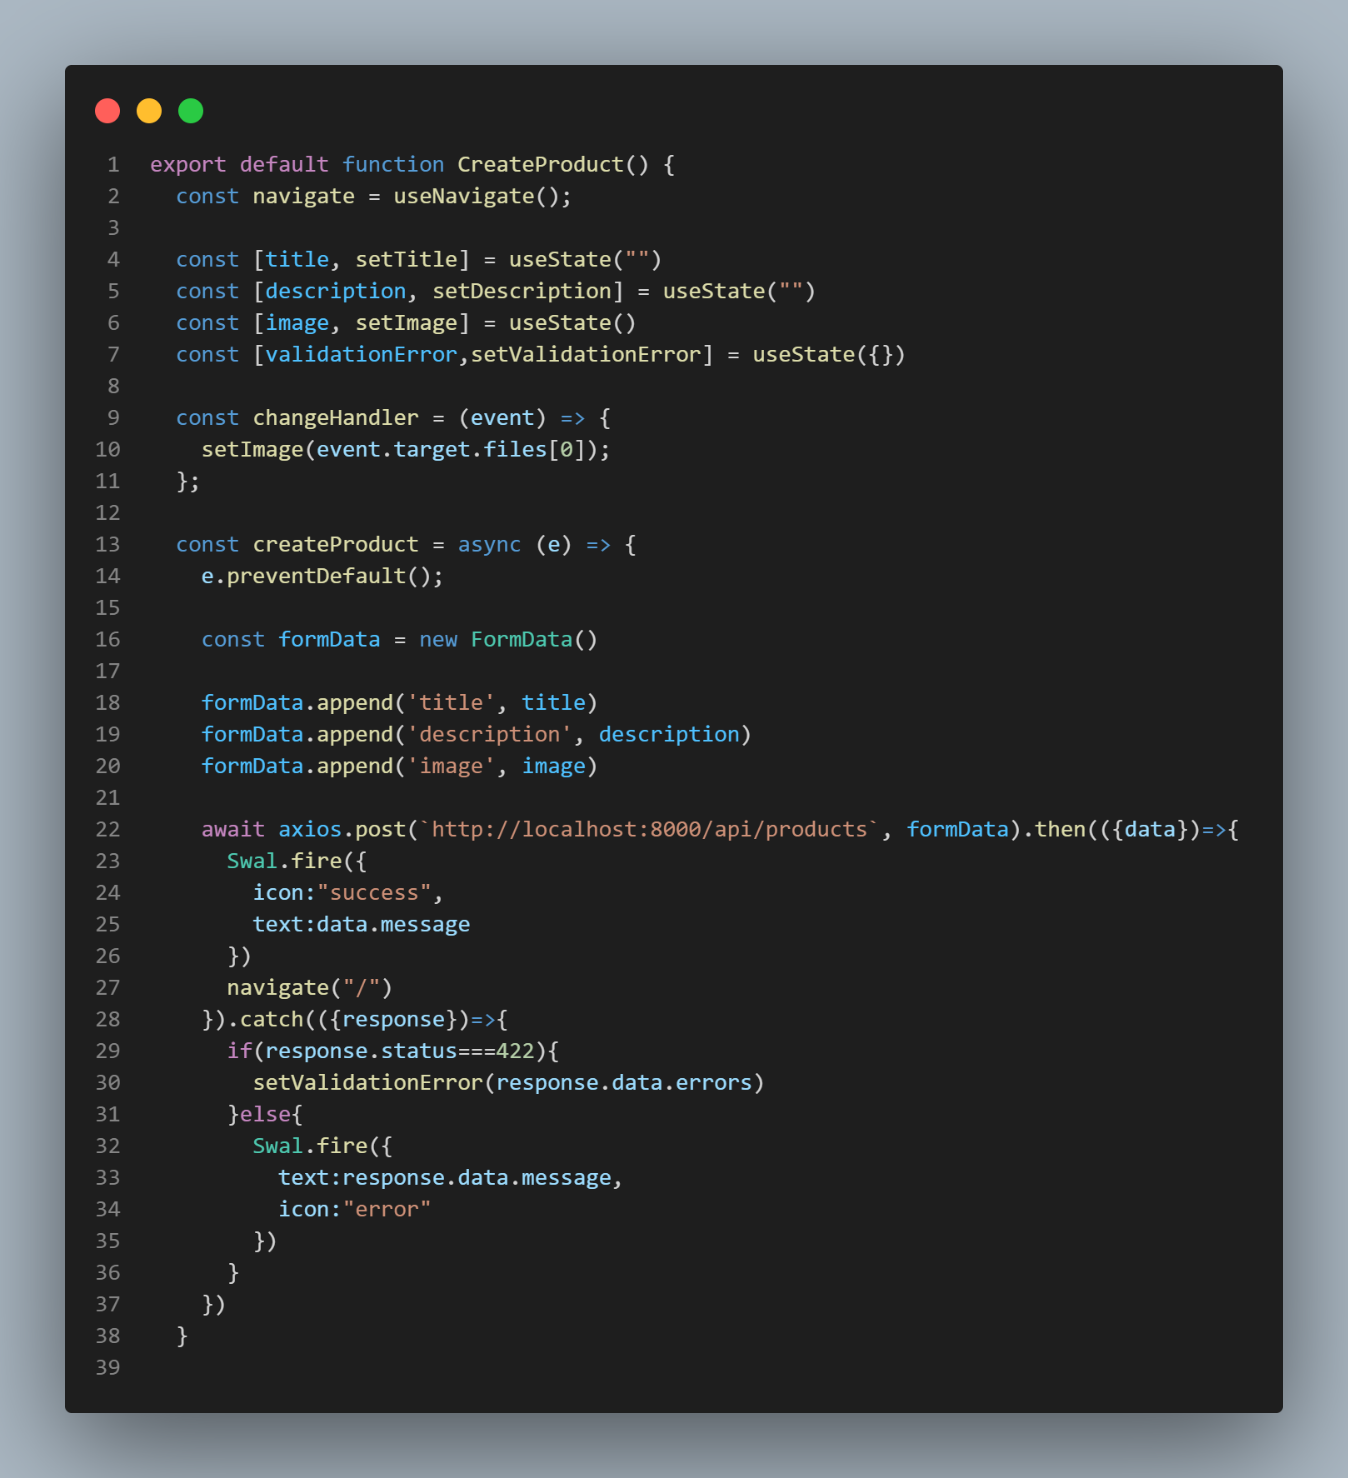 1 export default function CreateProduct() {
2   const navigate = useNavigate();
3
4   const [title, setTitle] = useState("")
5   const [description, setDescription] = useState("")
6   const [image, setImage] = useState()
7   const [validationError,setValidationError] = useState({})
8
9   const changeHandler = (event) => {
10     setImage(event.target.files[0]);
11   };
12
13   const createProduct = async (e) => {
14     e.preventDefault();
15
16     const formData = new FormData()
17
18     formData.append('title', title)
19     formData.append('description', description)
20     formData.append('image', image)
21
22     await axios.post(`http://localhost:8000/api/products`, formData).then(({data})=>{
23       Swal.fire({
24         icon:"success",
25         text:data.message
26       })
27       navigate("/")
28     }).catch(({response})=>{
29       if(response.status===422){
30         setValidationError(response.data.errors)
31       }else{
32         Swal.fire({
33           text:response.data.message,
34           icon:"error"
35         })
36       }
37     })
38   }
39